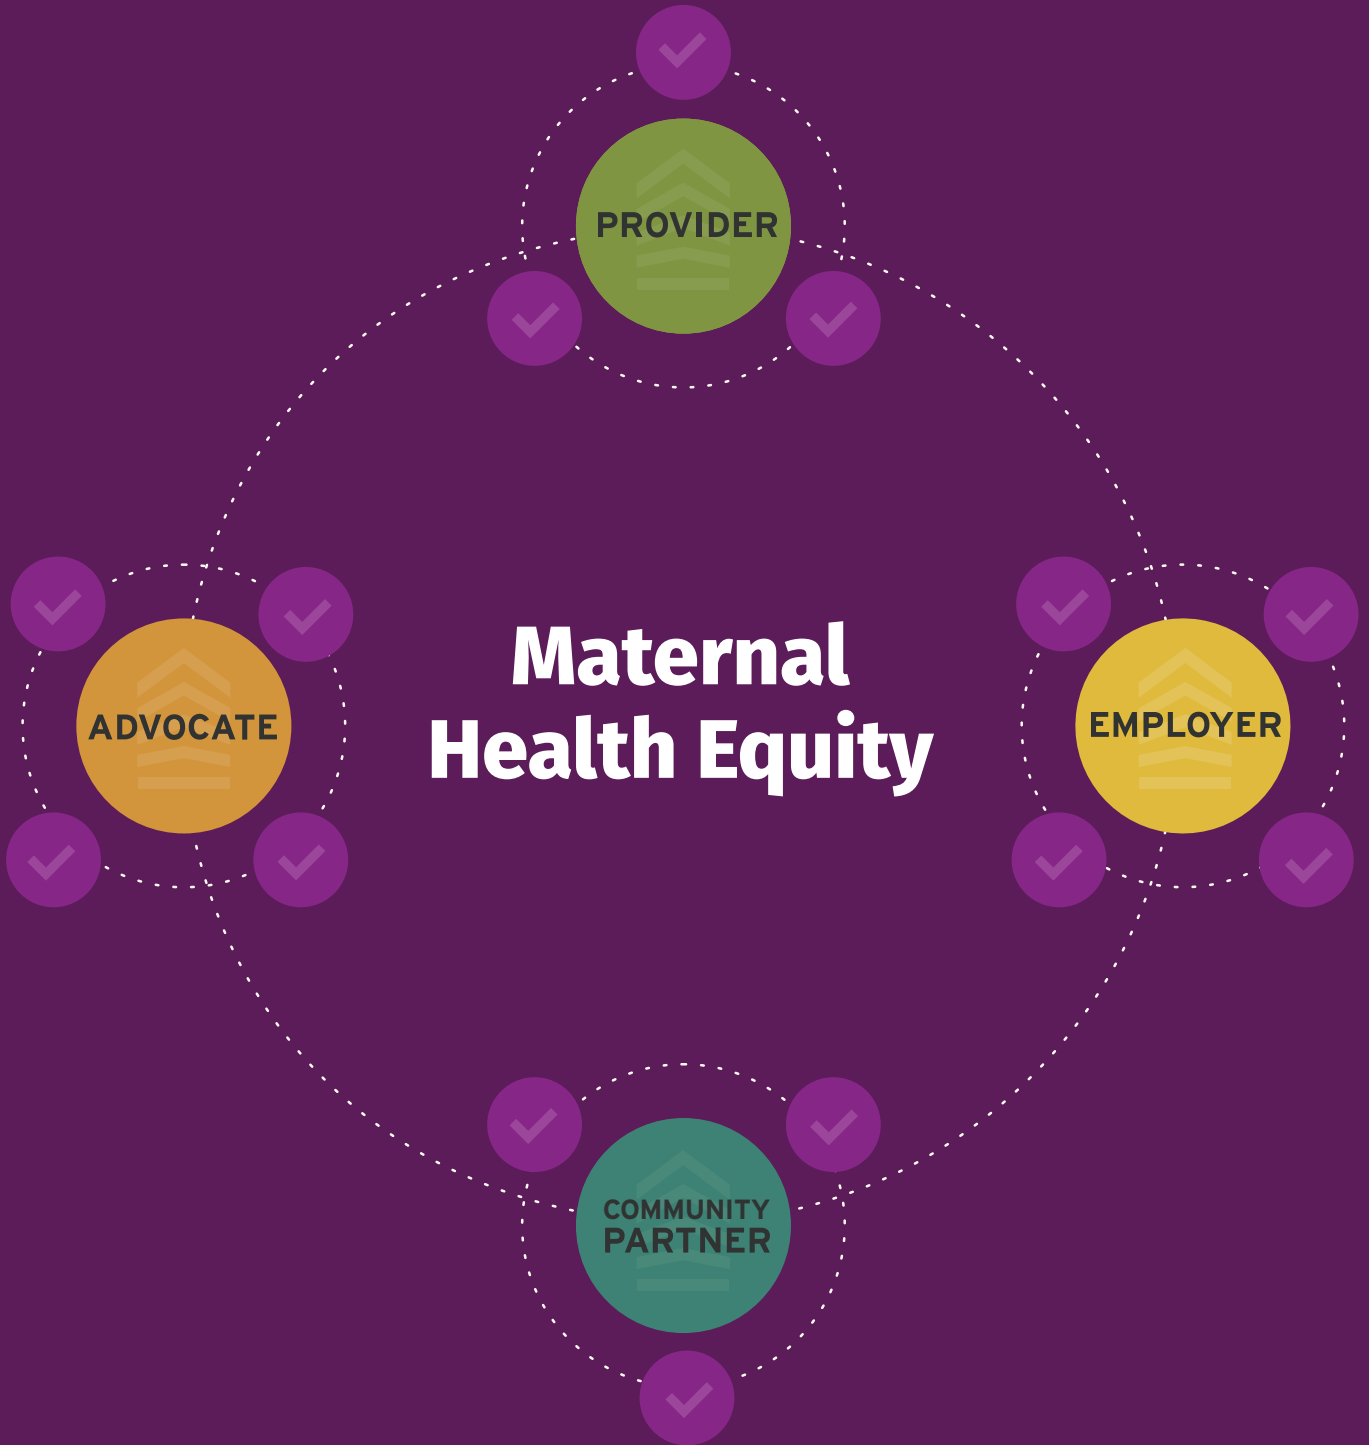 PROVIDER
ADVOCATE
Maternal
Health Equity
EMPLOYER
COMMUNITY
PARTNER